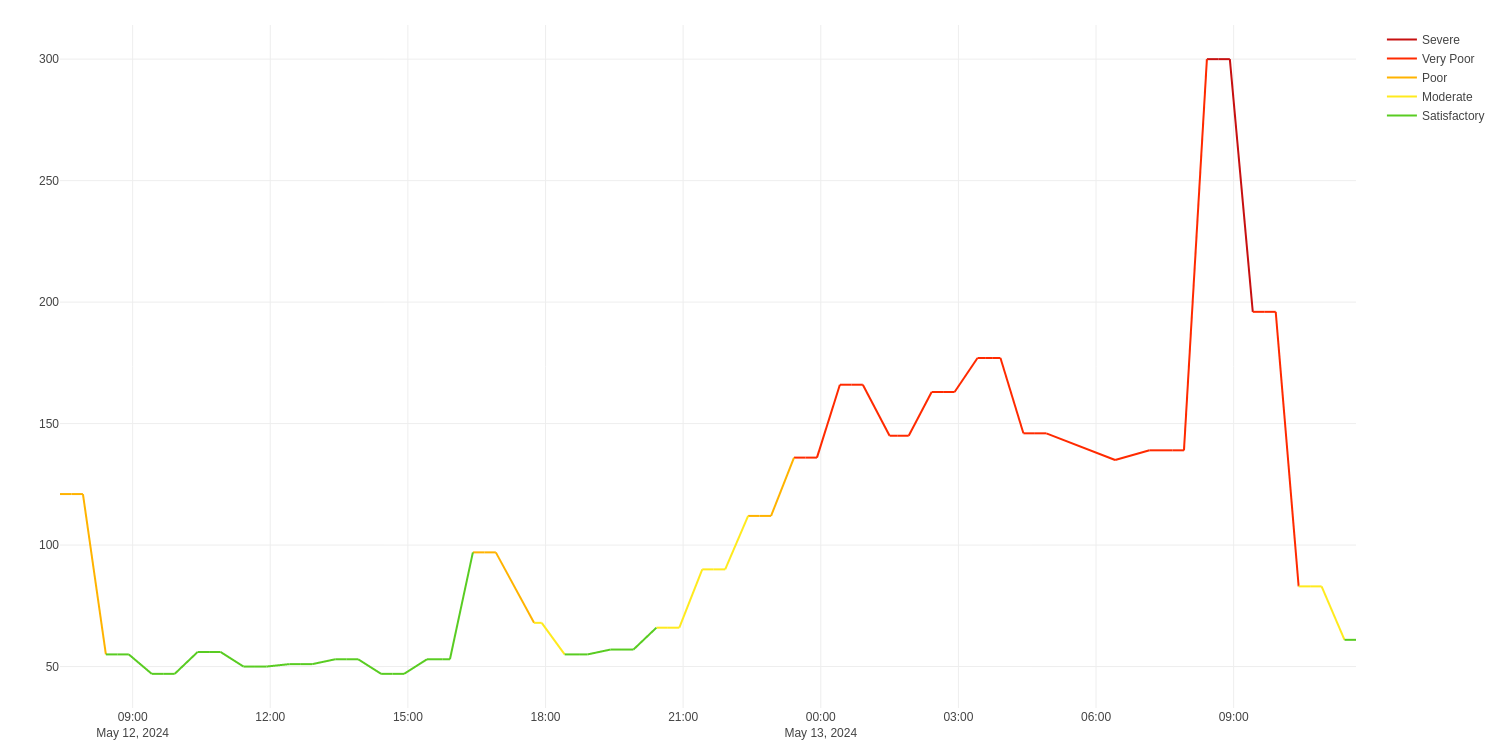 300
250
200
150
100
50
09:00
May 12, 2024
12:00
15:00
18:00
21:00
00:00
May 13, 2024
03:00
06:00
09:00
Severe
Very Poor
Poor
Moderate
Satisfactory